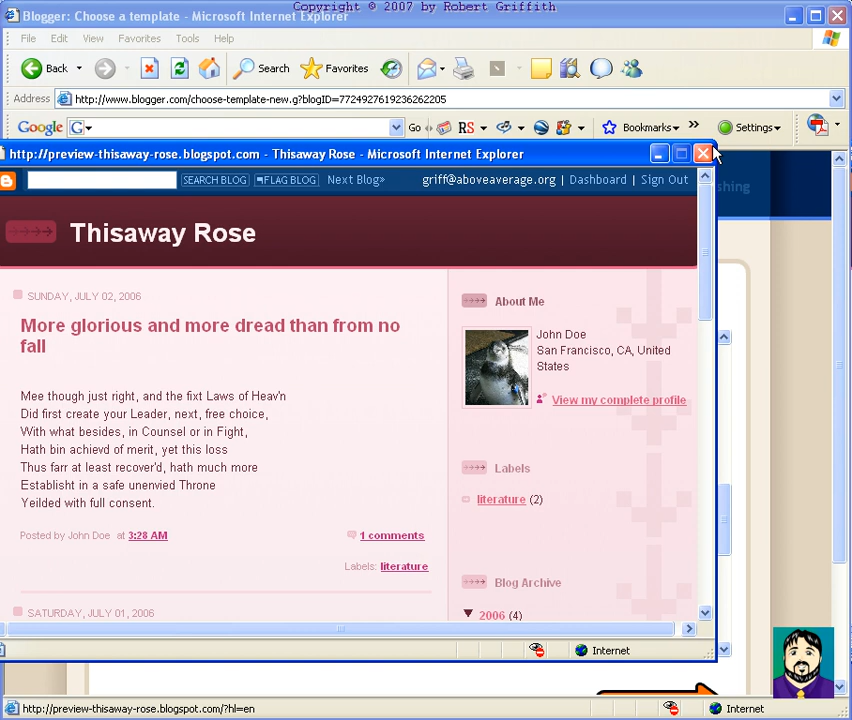 Copyright © 2007 by Robert Griffith
Blogger: Choose a template - Microsoft Internet Explorer
File Edit View Favorites Tools Help
Back Search Favorites
Address http://www.blogger.com/choose-template-new.g?blogID=7724927619236262205
Google G Go RS Bookmarks Settings
http://preview-thisaway-rose.blogspot.com - Thisaway Rose - Microsoft Internet Explorer
SEARCH BLOG FLAG BLOG Next Blog» griff@aboveaverage.org | Dashboard | Sign Out
shing
Thisaway Rose
SUNDAY, JULY 02, 2006
More glorious and more dread than from no
fall
Mee though just right, and the fixt Laws of Heav'n
Did first create your Leader, next, free choice,
With what besides, in Counsel or in Fight,
Hath bin achievd of merit, yet this loss
Thus farr at least recover'd, hath much more
Establisht in a safe unenvied Throne
Yeilded with full consent.
Posted by John Doe at 3:28 AM 1 comments
Labels: literature
SATURDAY, JULY 01, 2006
About Me
John Doe
San Francisco, CA, United
States
View my complete profile
Labels
literature (2)
Blog Archive
▼ 2006 (4)
Internet
http://preview-thisaway-rose.blogspot.com/?hl=en Internet